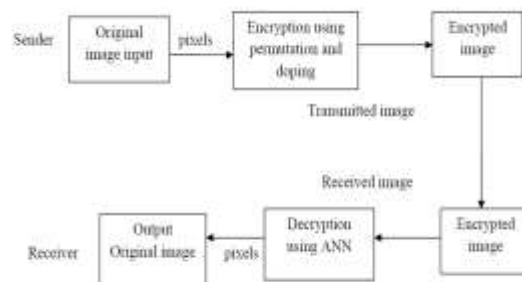 Sender
Original
image input
pixels
Encryption using
permutation and
doping
Encrypted
image
Transmitted image
Received image
Receiver
Output
Original image
pixels
Decryption
using ANN
Encrypted
image